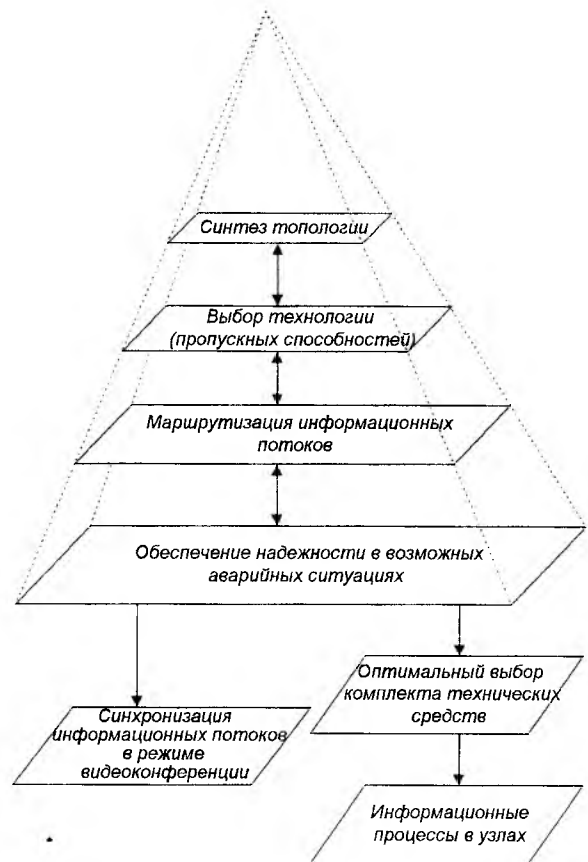 Синтез топологии
Выбор технологии
(пропускных способностей)
Маршрутизация информационных
потоков
Обеспечение надежности в возможных
аварийных ситуациях
Оптимальный выбор
комплекта технических
средств
Синхронизация
информационных потоков
в режиме
видеоконференции
Информационные
процессы в узлах